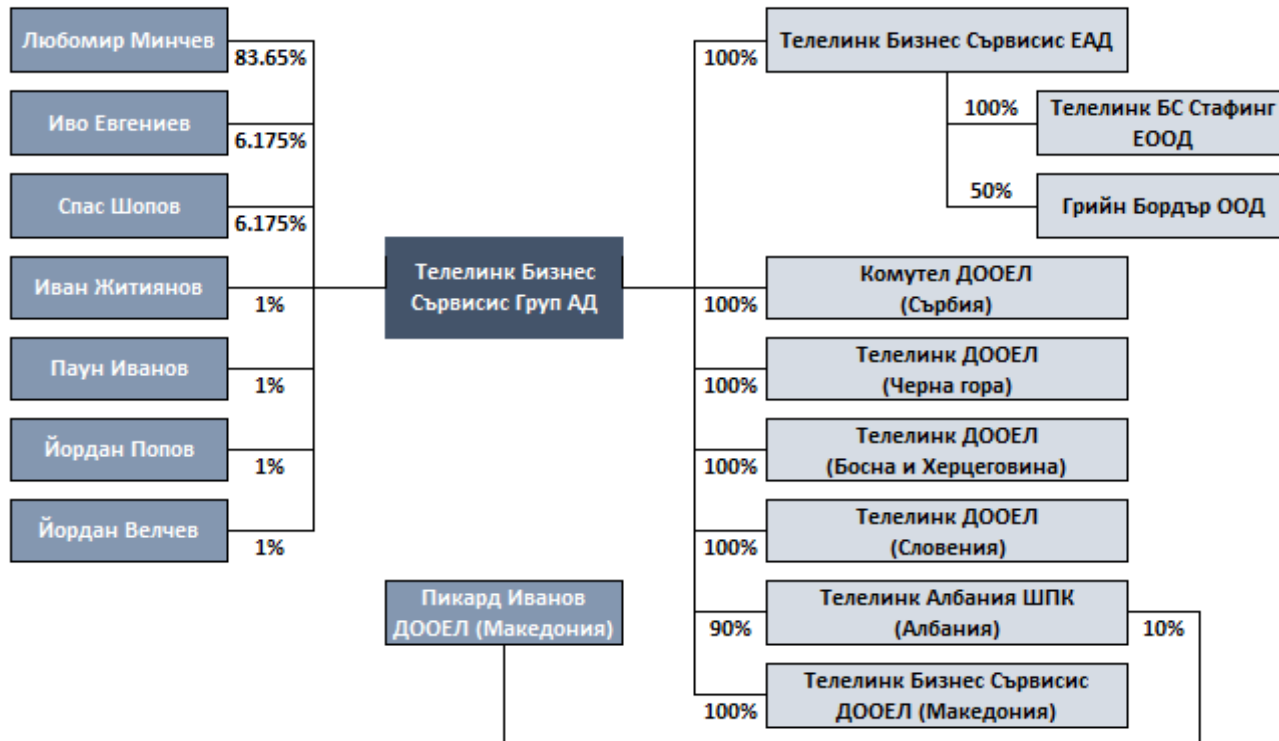 Любомир Минчев
83.65%
Иво Евгениев
6.175%
Спас Шопов
6.175%
Иван Житиянов
1%
Паун Иванов
1%
Йордан Попов
1%
Йордан Велчев
1%
Телелинк Бизнес
Сървисис Груп АД
Пикард Иванов
ДООЕЛ (Македония)
100%
Телелинк Бизнес Сървисис ЕАД
100%
Телелинк БС Стафинг
ЕООД
50%
Грийн Бордър ООД
100%
Комутел ДООЕЛ
(Сърбия)
100%
Телелинк ДООЕЛ
(Черна гора)
100%
Телелинк ДООЕЛ
(Босна и Херцеговина)
100%
Телелинк ДООЕЛ
(Словения)
90%
Телелинк Албания ШПК
(Албания)
10%
100%
Телелинк Бизнес Сървисис
ДООЕЛ (Македония)